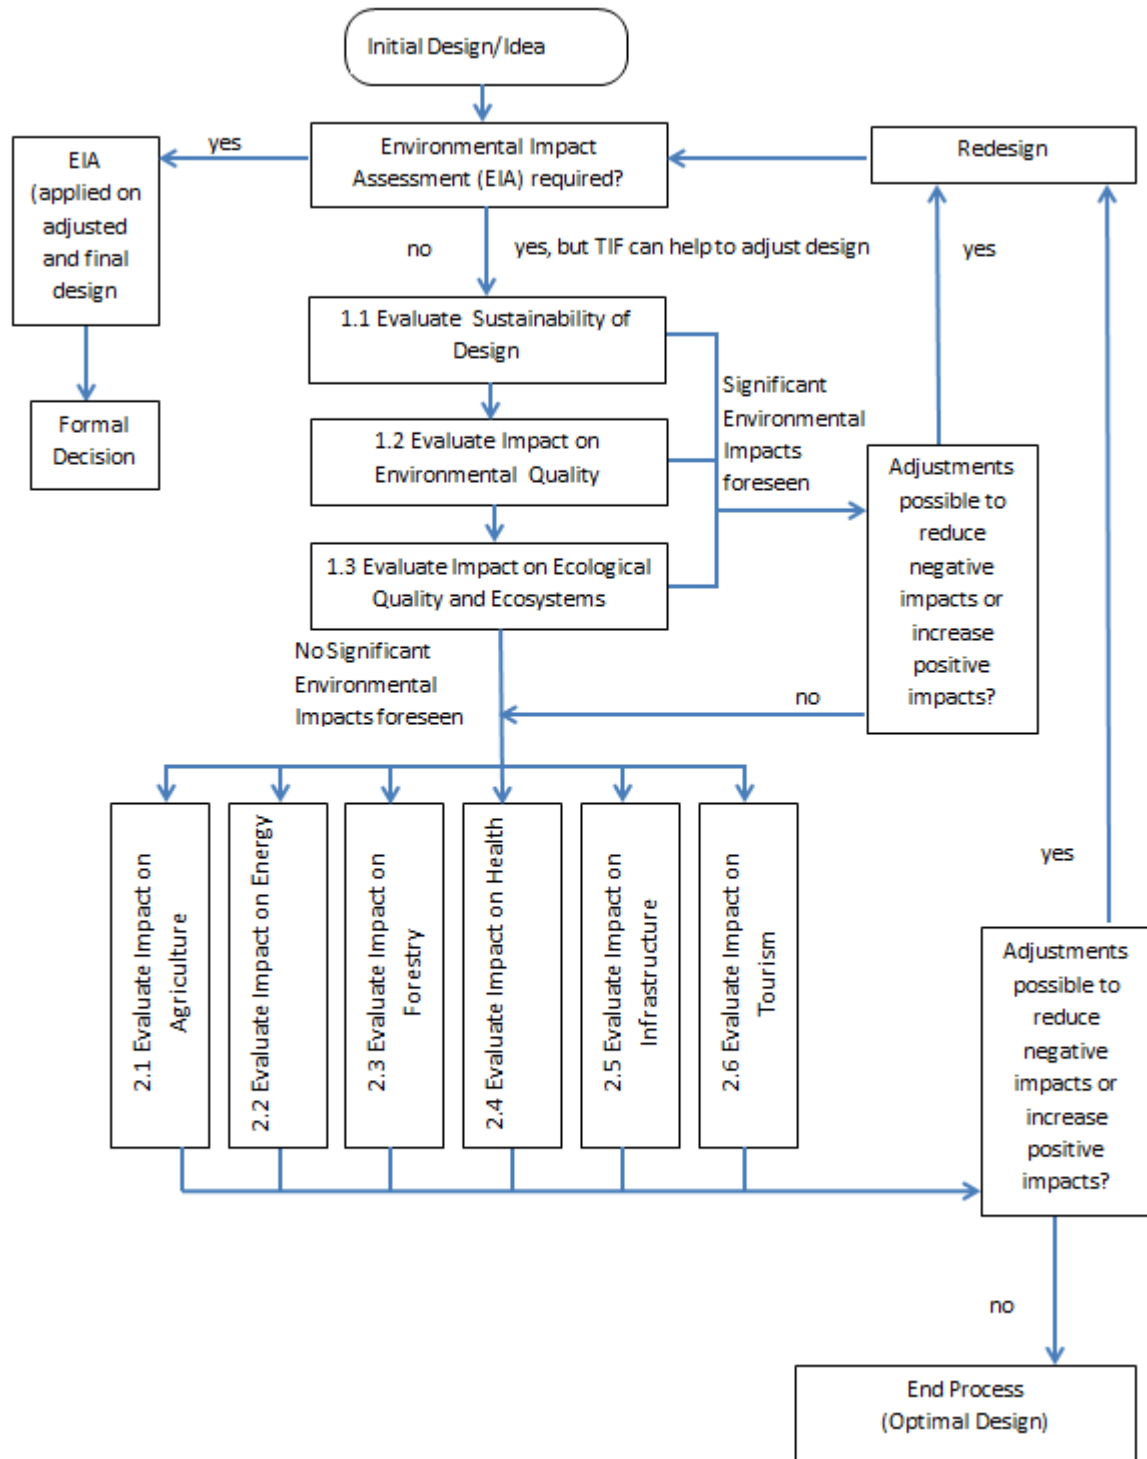 Initial Design/Idea
yes
EIA
(applied on
adjusted
and final
design
Environmental Impact
Assessment (EIA) required?
Redesign
no
yes, but TIF can help to adjust design
yes
Formal
Decision
1.1 Evaluate Sustainability of
Design
Significant
Environmental
Impacts
foreseen
1.2 Evaluate Impact on
Environmental Quality
Adjustments
possible to
reduce
negative
impacts or
increase
positive
impacts?
1.3 Evaluate Impact on Ecological
Quality and Ecosystems
No Significant
Environmental
Impacts foreseen
no
2.1 Evaluate Impact on
Agriculture
2.2 Evaluate Impact on Energy
2.3 Evaluate Impact on
Forestry
2.4 Evaluate Impact on Health
2.5 Evaluate Impact on
Infrastructure
2.6 Evaluate Impact on
Tourism
yes
Adjustments
possible to
reduce
negative
impacts or
increase
positive
impacts?
no
End Process
(Optimal Design)